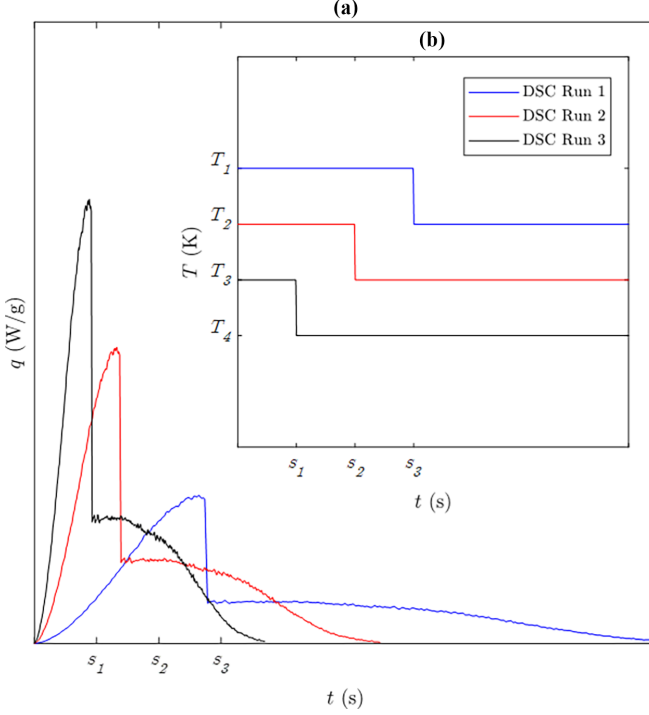 (a)
(b)
DSC Run 1
DSC Run 2
DSC Run 3
T₁
T₂
T₃
T₄
T (K)
s₁ s₂ s₃
t (s)
q (W/g)
s₁ s₂ s₃
t (s)